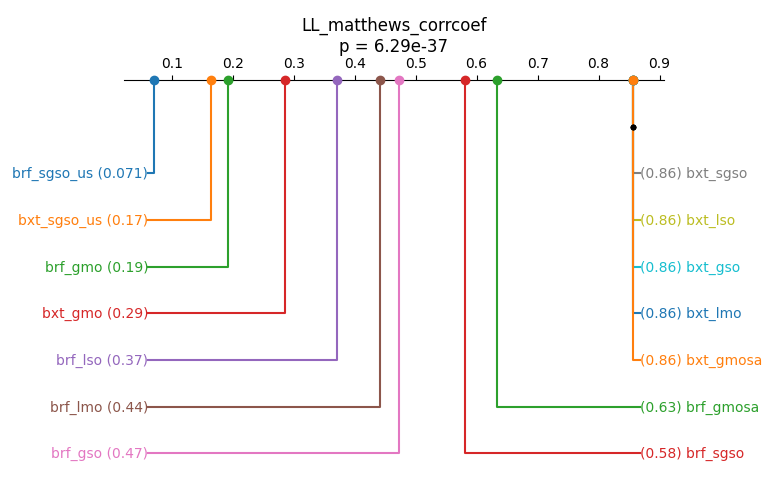 LL_matthews_corrcoef
p = 6.29e-37
0.1 0.2 0.3 0.4 0.5 0.6 0.7 0.8 0.9
brf_sgso_us (0.071) (0.86) bxt_sgso
bxt_sgso_us (0.17) (0.86) bxt_lso
brf_gmo (0.19) (0.86) bxt_gso
bxt_gmo (0.29) (0.86) bxt_lmo
brf_lso (0.37) (0.86) bxt_gmosa
brf_lmo (0.44) (0.63) brf_gmosa
brf_gso (0.47) (0.58) brf_sgso